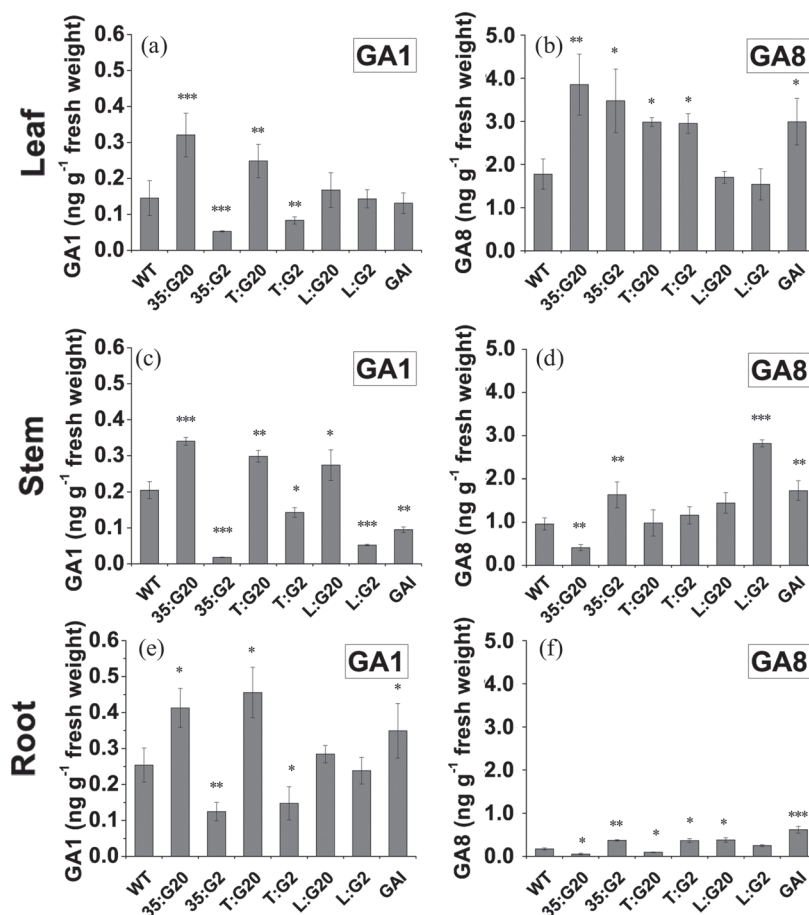 Leaf
(a)
GA1
GA1 (ng g⁻¹ fresh weight)
0.6
0.5
0.4
0.3
0.2
0.1
0.0
***
***
**
**
WT
35:G20
35:G2
T:G20
T:G2
L:G20
L:G2
GAI
(b)
GA8
GA8 (ng g⁻¹ fresh weight)
5.0
4.0
3.0
2.0
1.0
0.0
**
*
*
*
*
WT
35:G20
35:G2
T:G20
T:G2
L:G20
L:G2
GAI
Stem
(c)
GA1
GA1 (ng g⁻¹ fresh weight)
0.6
0.5
0.4
0.3
0.2
0.1
0.0
***
***
**
*
*
***
**
WT
35:G20
35:G2
T:G20
T:G2
L:G20
L:G2
GAI
(d)
GA8
GA8 (ng g⁻¹ fresh weight)
5.0
4.0
3.0
2.0
1.0
0.0
**
**
***
**
WT
35:G20
35:G2
T:G20
T:G2
L:G20
L:G2
GAI
Root
(e)
GA1
GA1 (ng g⁻¹ fresh weight)
0.6
0.5
0.4
0.3
0.2
0.1
0.0
*
**
*
*
*
WT
35:G20
35:G2
T:G20
T:G2
L:G20
L:G2
GAI
(f)
GA8
GA8 (ng g⁻¹ fresh weight)
5.0
4.0
3.0
2.0
1.0
0.0
*
**
*
*
*
***
WT
35:G20
35:G2
T:G20
T:G2
L:G20
L:G2
GAI